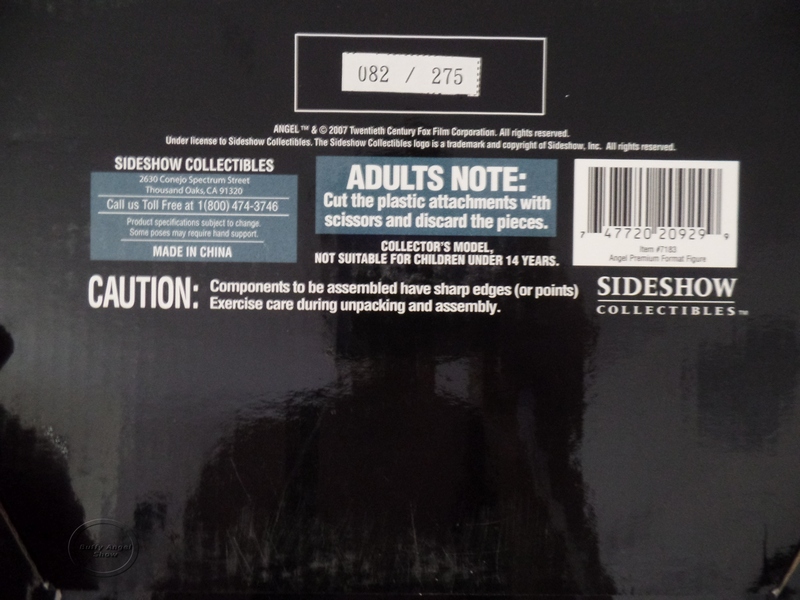 082 / 275
ANGEL™ & © 2007 Twentieth Century Fox Film Corporation. All rights reserved.
Under license to Sideshow Collectibles. The Sideshow Collectibles logo is a trademark and copyright of Sideshow, Inc. All rights reserved.
SIDESHOW COLLECTIBLES
2630 Conejo Spectrum Street
Thousand Oaks, CA 91320
Call us Toll Free at 1(800) 474-3746
Product specifications subject to change.
Some poses may require hand support.
MADE IN CHINA
ADULTS NOTE:
Cut the plastic attachments with
scissors and discard the pieces.
COLLECTOR'S MODEL,
NOT SUITABLE FOR CHILDREN UNDER 14 YEARS.
7 47720 20929 9
Item #7183
Angel Premium Format Figure
CAUTION: Components to be assembled have sharp edges (or points)
Exercise care during unpacking and assembly.
SIDESHOW
COLLECTIBLES™
Buffy Angel
Show